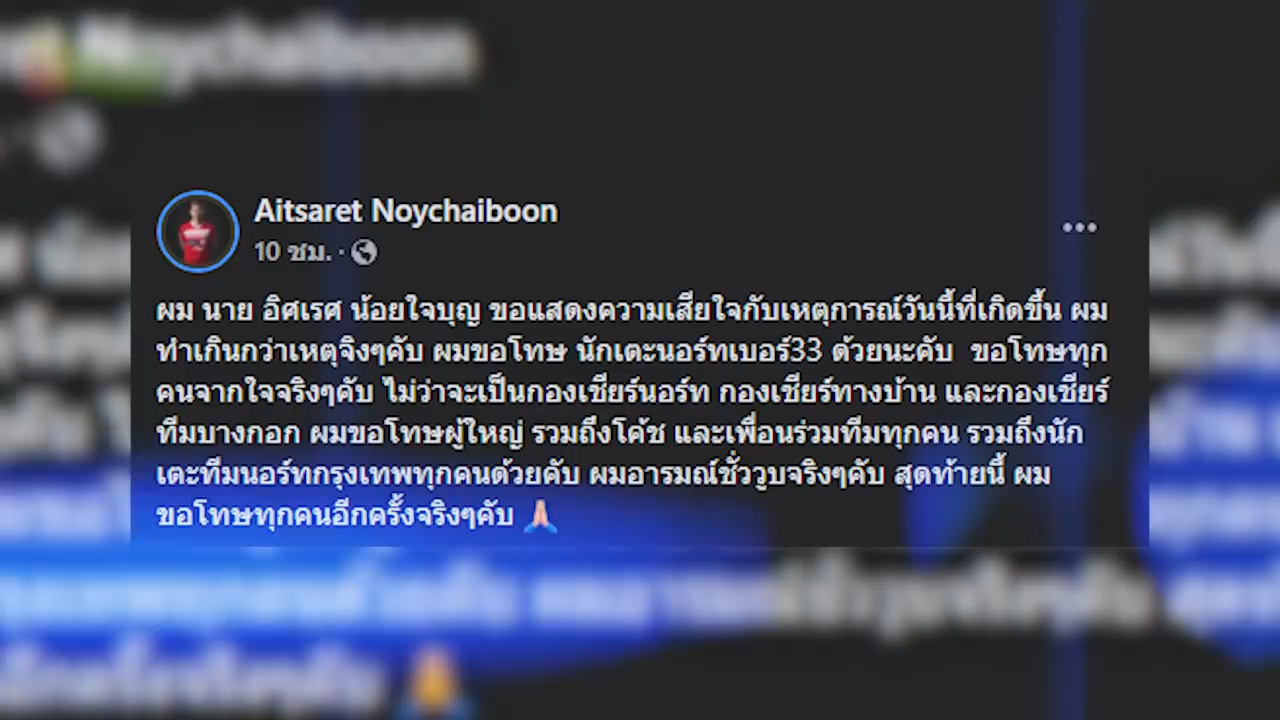 Noychaiboon
Aitsaret Noychaiboon
10 ชม. ·
ผม นาย อิศเรศ น้อยใจบุญ ขอแสดงความเสียใจกับเหตุการณ์วันนี้ที่เกิดขึ้น ผม
ทำเกินกว่าเหตุจิงๆคับ ผมขอโทษ นักเตะนอร์ทเบอร์33 ด้วยนะคับ ขอโทษทุก
คนจากใจจริงๆคับ ไม่ว่าจะเป็นกองเชียร์นอร์ท กองเชียร์ทางบ้าน และกองเชียร์
ทีมบางกอก ผมขอโทษผู้ใหญ่ รวมถึงโค้ช และเพื่อนร่วมทีมทุกคน รวมถึงนัก
เตะทีมนอร์ทกรุงเทพทุกคนด้วยคับ ผมอารมณ์ชั่ววูบจริงๆคับ สุดท้ายนี้ ผม
ขอโทษทุกคนอีกครั้งจริงๆคับ 🙏🏻